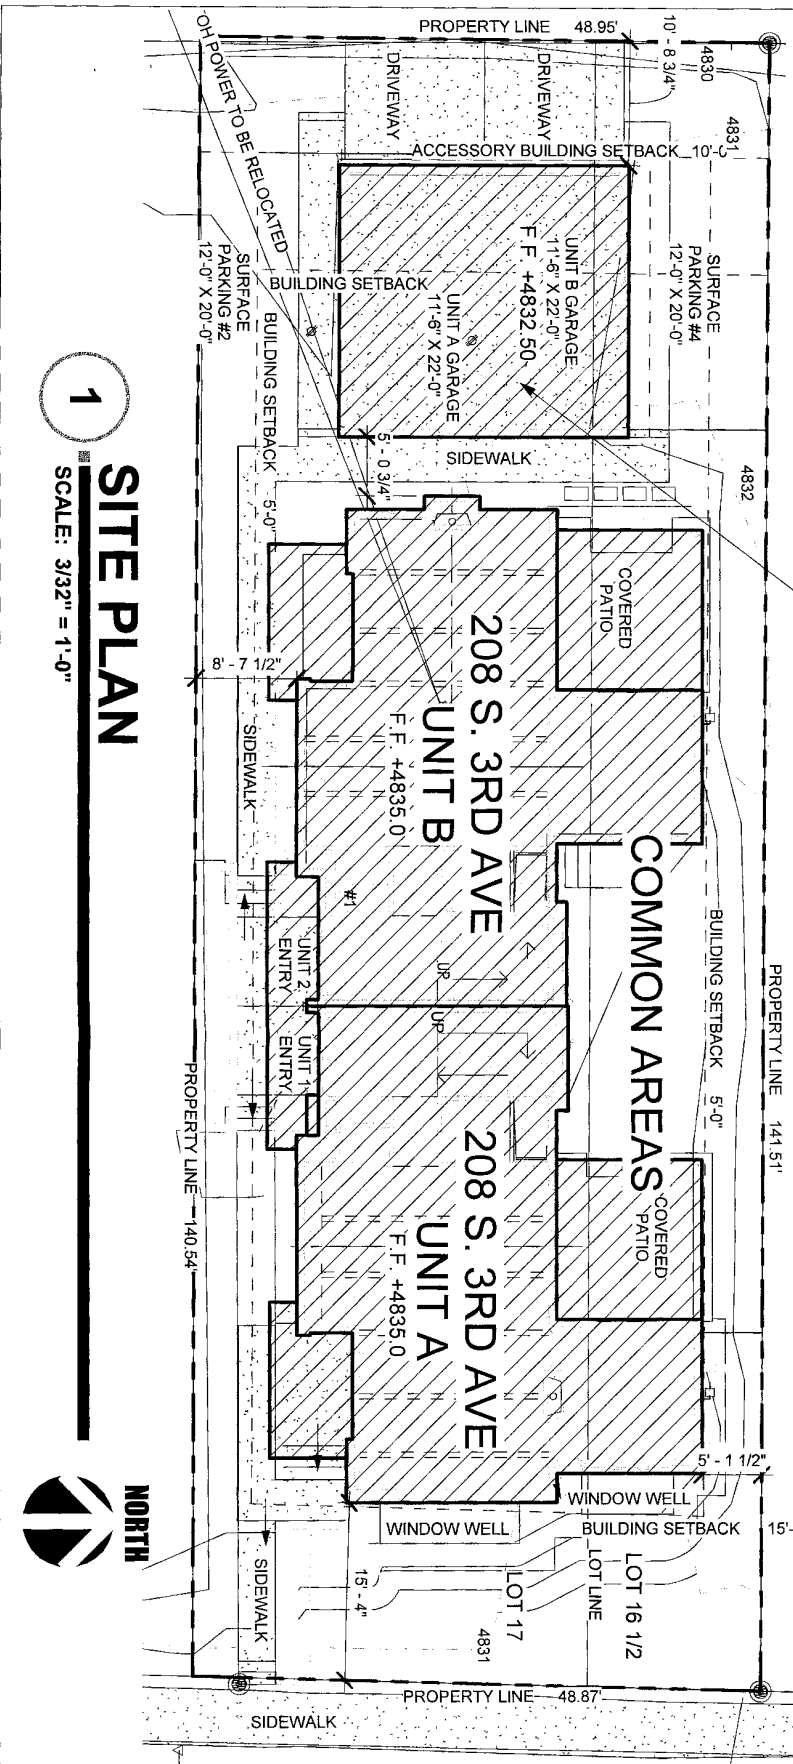 PROPERTY LINE 48.95'
10' - 8 3/4"
4830
4831
OH POWER TO BE RELOCATED
DRIVEWAY
DRIVEWAY
ACCESSORY BUILDING SETBACK 10'-0
SURFACE
PARKING #2
12'-0" X 20'-0"
BUILDING SETBACK
UNIT B GARAGE
11'-6" X 22'-0"
F.F. +4832.50
UNIT A GARAGE
11'-6" X 22'-0"
SURFACE
PARKING #4
12'-0" X 20'-0"
BUILDING SETBACK 5'-0"
5' - 0 3/4"
SIDEWALK
4832
COVERED
PATIO
208 S. 3RD AVE
UNIT B
F.F. +4835.0
8' - 7 1/2"
SIDEWALK
#1
COMMON AREAS
BUILDING SETBACK 5'-0"
PROPERTY LINE 141.51'
UP
UP
UNIT 2
ENTRY
UNIT 1
ENTRY
PROPERTY LINE 140.54'
208 S. 3RD AVE
UNIT A
F.F. +4835.0
COVERED
PATIO
5' - 1 1/2"
WINDOW WELL
WINDOW WELL
BUILDING SETBACK 15'-
LOT LINE
LOT 16 1/2
LOT 17
15' - 4"
4831
SIDEWALK
PROPERTY LINE 48.87'
SIDEWALK
1
SITE PLAN
SCALE: 3/32" = 1'-0"
NORTH